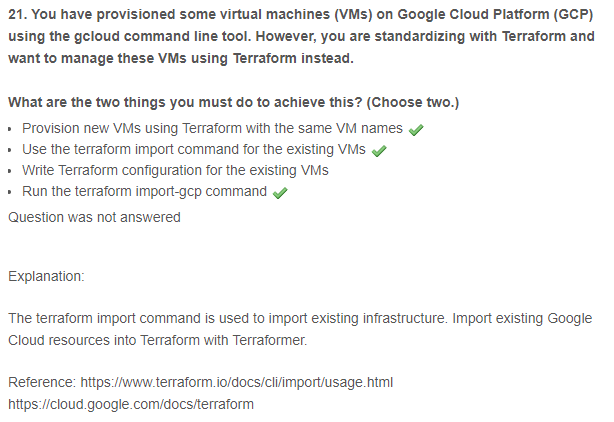 21. You have provisioned some virtual machines (VMs) on Google Cloud Platform (GCP)
using the gcloud command line tool. However, you are standardizing with Terraform and
want to manage these VMs using Terraform instead.
What are the two things you must do to achieve this? (Choose two.)
• Provision new VMs using Terraform with the same VM names ✔
• Use the terraform import command for the existing VMs ✔
• Write Terraform configuration for the existing VMs
• Run the terraform import-gcp command ✔
Question was not answered
Explanation:
The terraform import command is used to import existing infrastructure. Import existing Google
Cloud resources into Terraform with Terraformer.
Reference: https://www.terraform.io/docs/cli/import/usage.html
https://cloud.google.com/docs/terraform